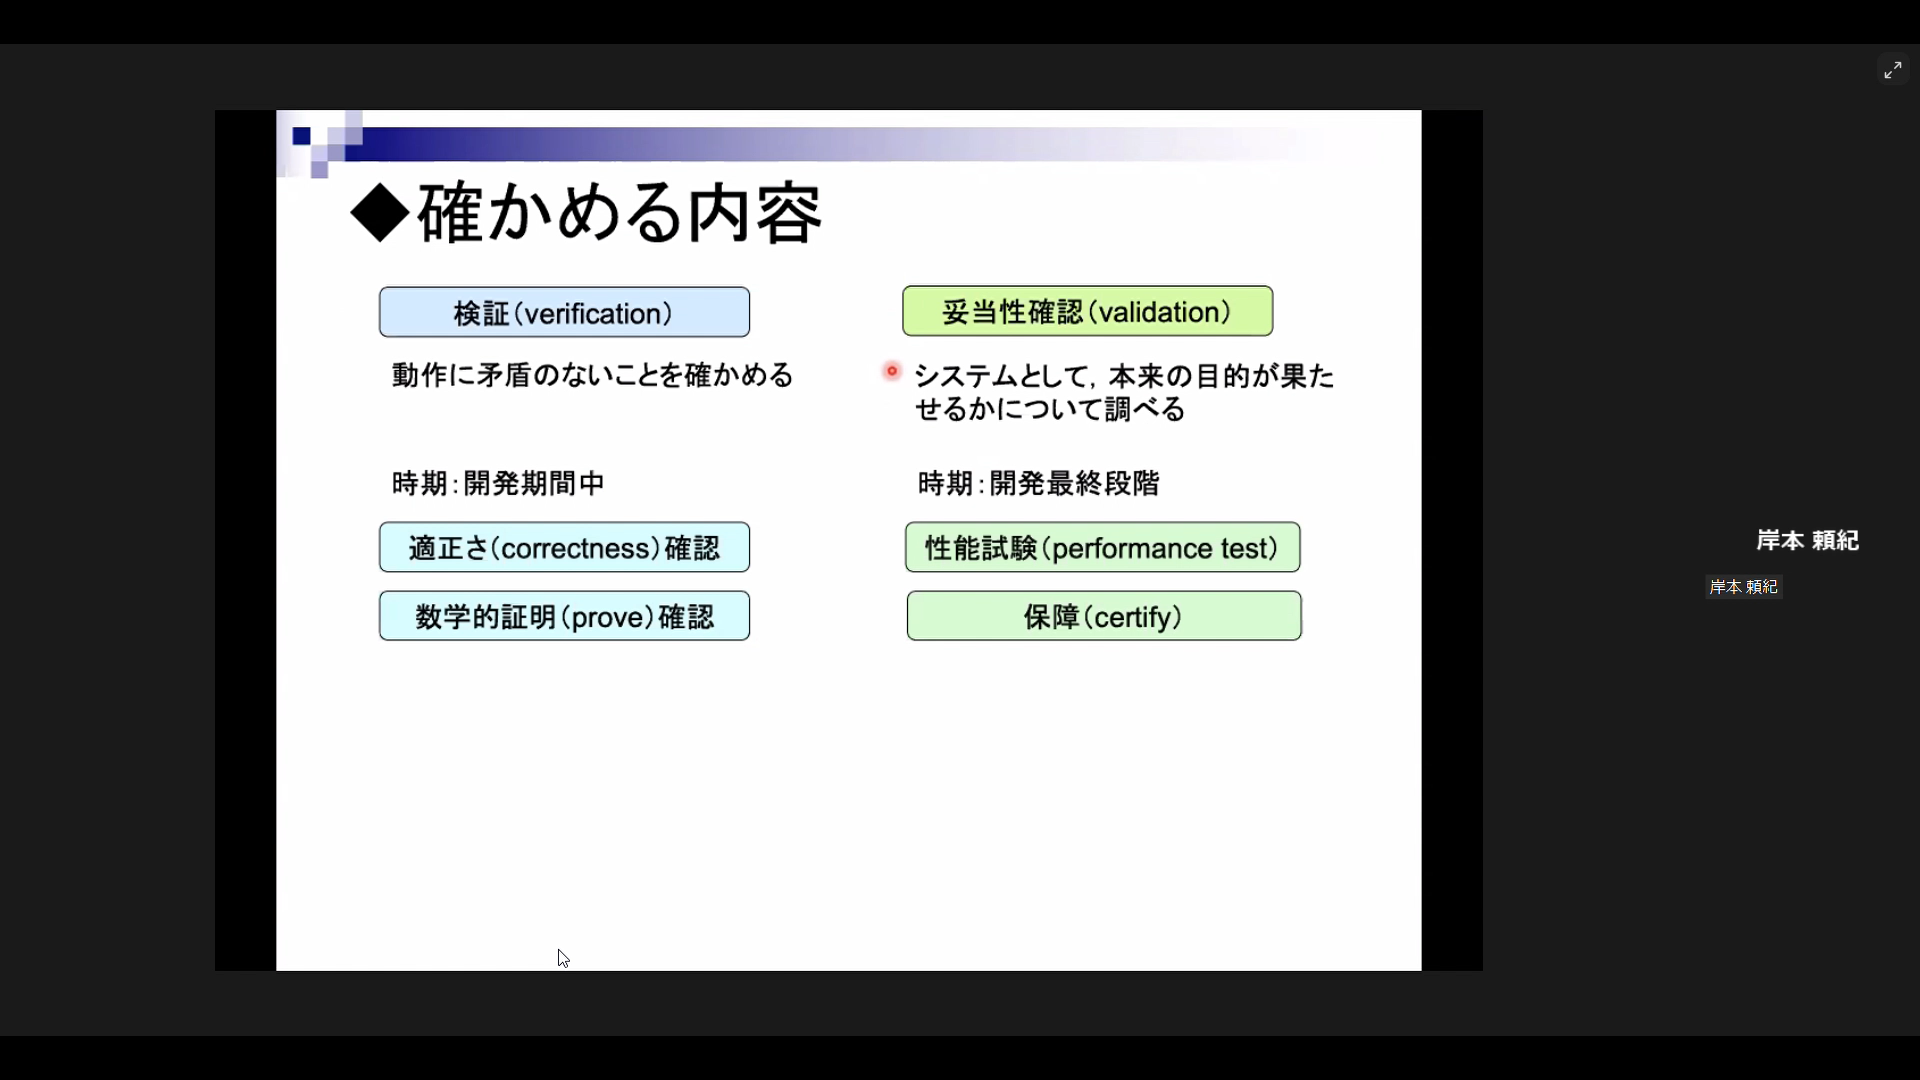 ◆確かめる内容
検証（verification）
動作に矛盾のないことを確かめる
時期：開発期間中
適正さ（correctness）確認
数学的証明（prove）確認
妥当性確認（validation）
システムとして，本来の目的が果た
せるかについて調べる
時期：開発最終段階
性能試験（performance test）
保障（certify）
岸本 頼紀
岸本 頼紀